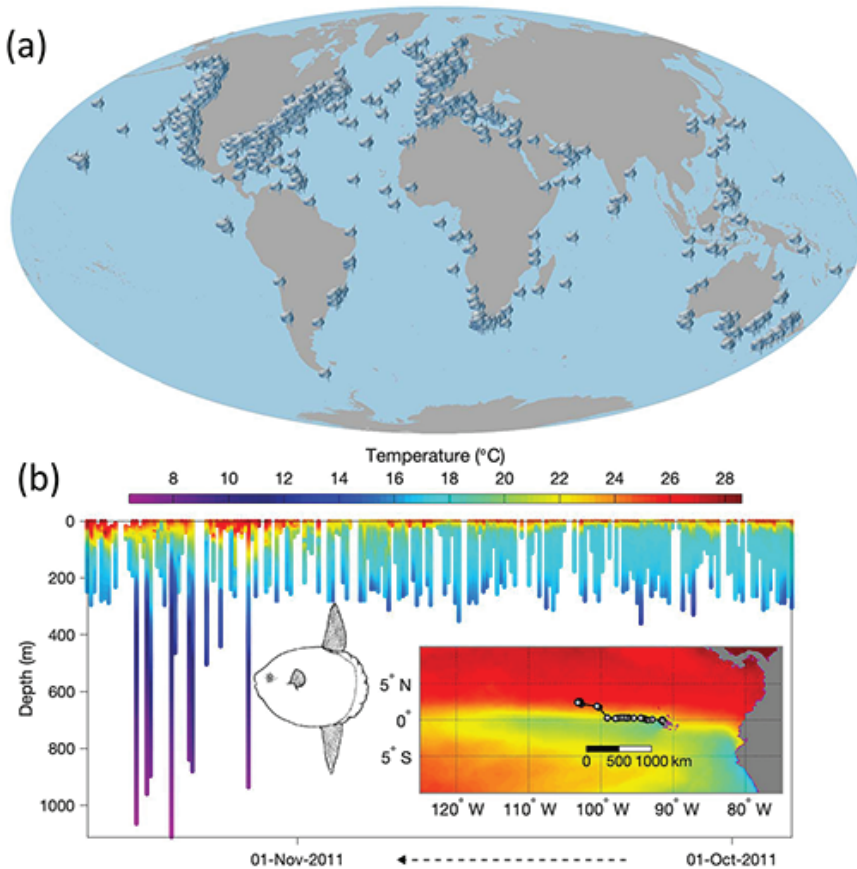 (a)
(b)
Temperature (°C)
8 10 12 14 16 18 20 22 24 26 28
0
200
400
600
800
1000
Depth (m)
5° N
0°
5° S
0 500 1000 km
120° W 110° W 100° W 90° W 80° W
01-Nov-2011 01-Oct-2011